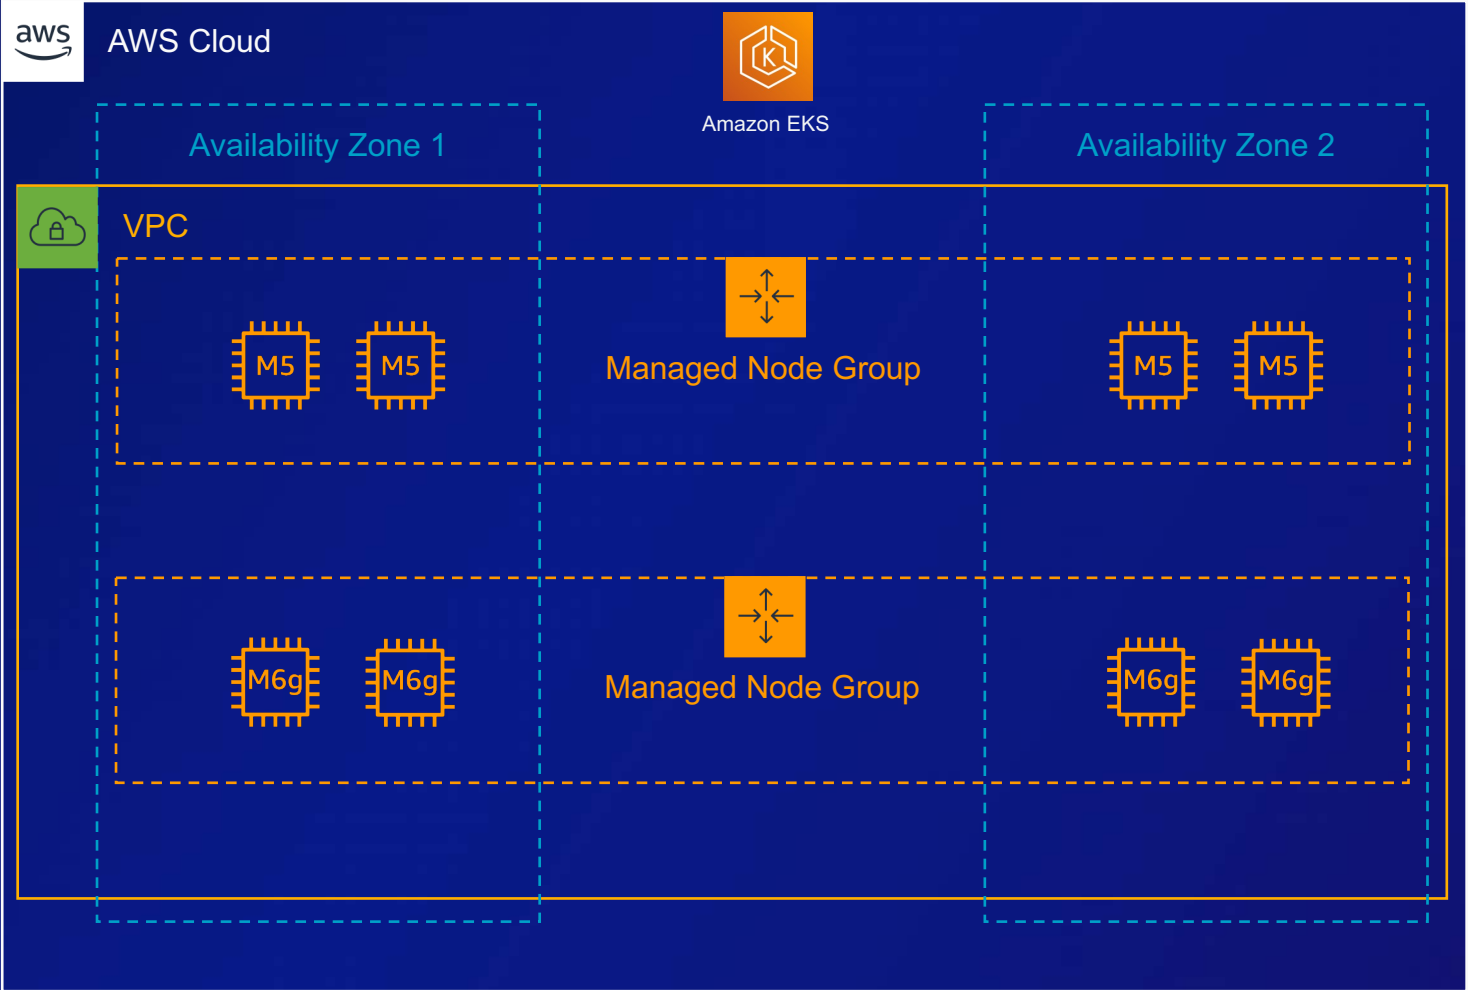 aws
AWS Cloud
K
Amazon EKS
Availability Zone 1
Availability Zone 2
VPC
M5
M5
Managed Node Group
M5
M5
M6g
M6g
Managed Node Group
M6g
M6g